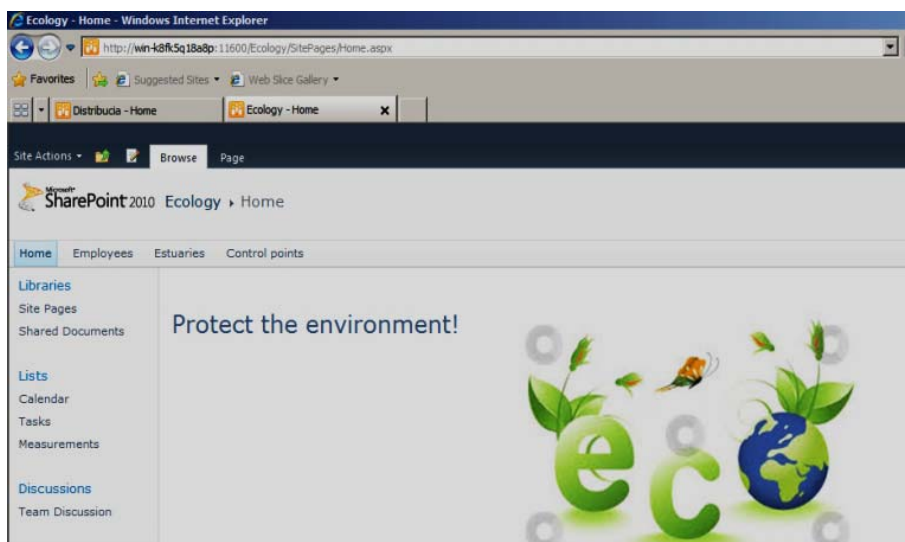 Ecology - Home - Windows Internet Explorer
http://win-k8fk5q18a8p:11600/Ecology/SitePages/Home.aspx
Favorites Suggested Sites Web Slice Gallery
Distribucia - Home Ecology - Home
Site Actions Browse Page
Microsoft
SharePoint 2010 Ecology Home
Home Employees Estuaries Control points
Libraries
Site Pages
Shared Documents
Protect the environment!
Lists
Calendar
Tasks
Measurements
Discussions
Team Discussion
eco